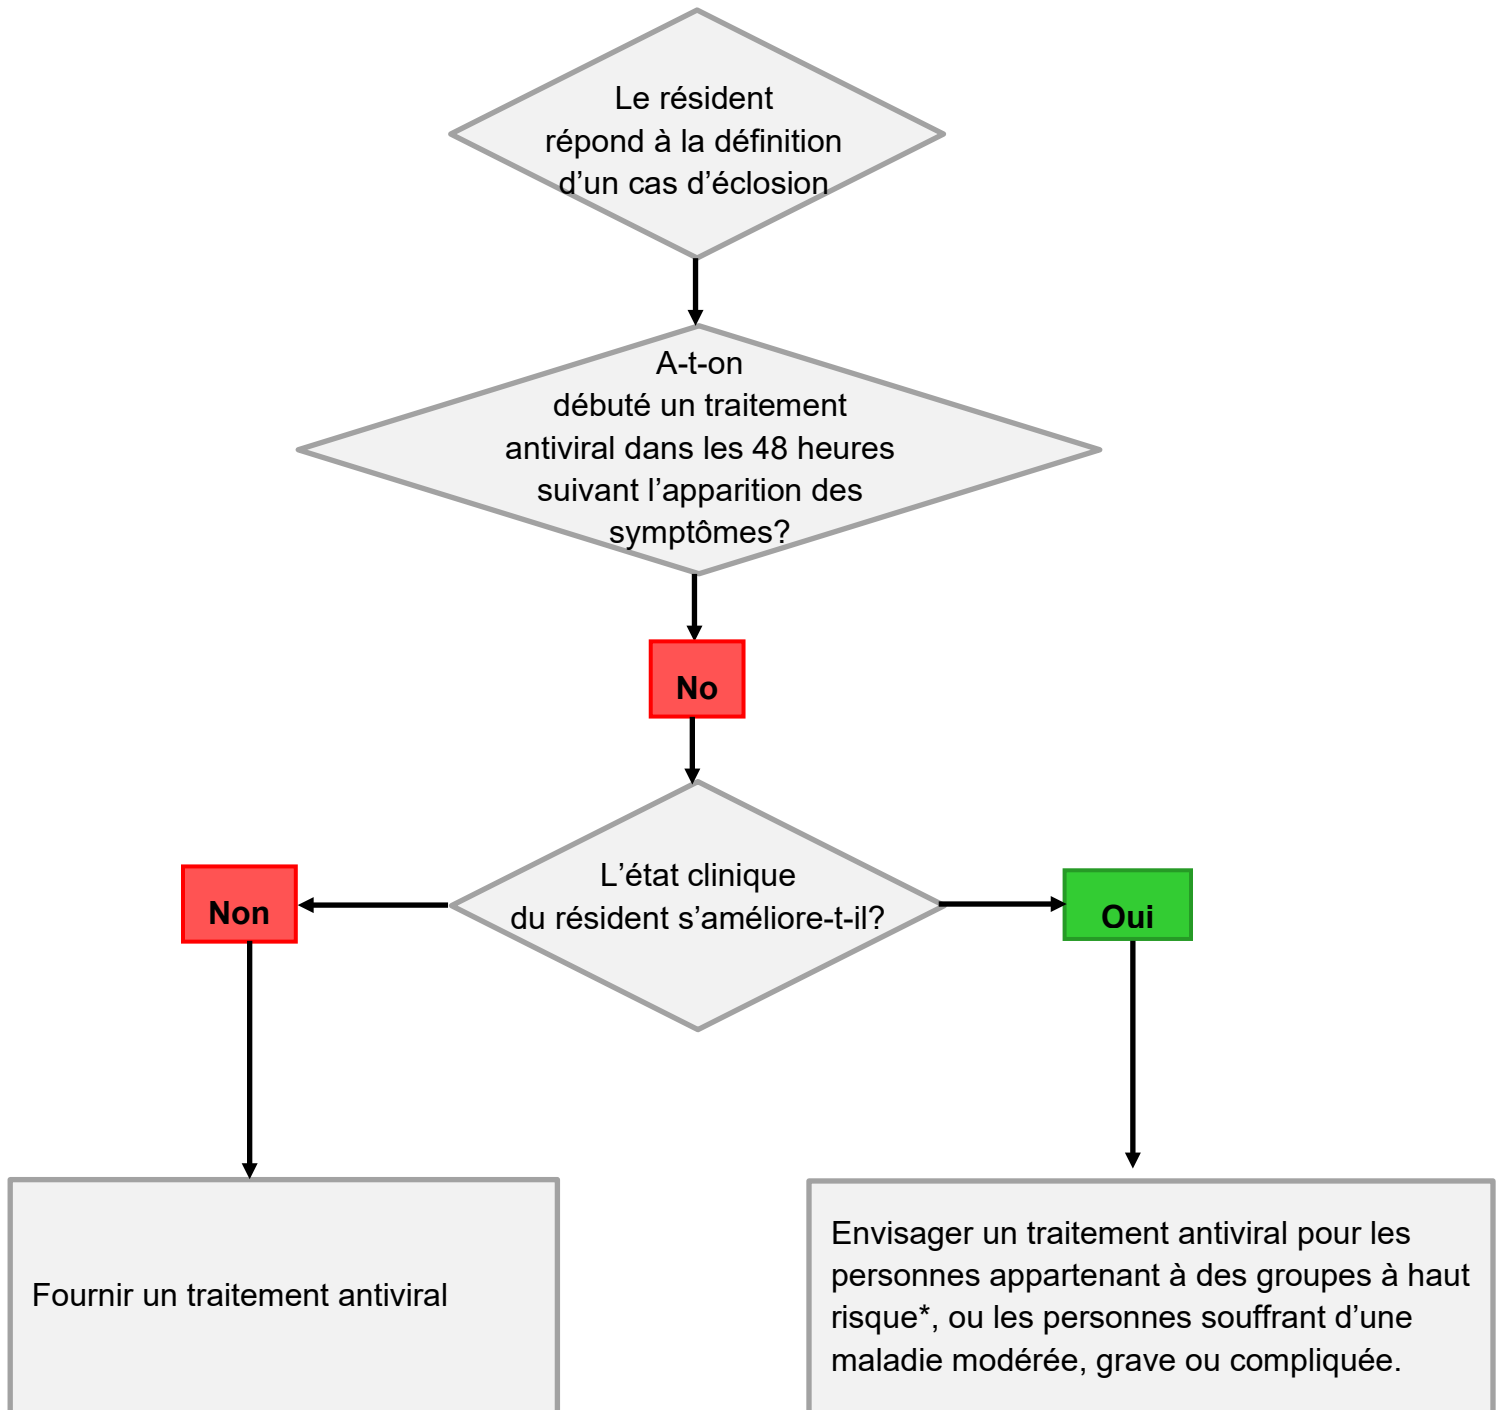 Le résident
répond à la définition
d’un cas d’éclosion
A-t-on
débuté un traitement
antiviral dans les 48 heures
suivant l’apparition des
symptômes?
No
L’état clinique
du résident s’améliore-t-il?
Non
Oui
Fournir un traitement antiviral
Envisager un traitement antiviral pour les
personnes appartenant à des groupes à haut
risque*, ou les personnes souffrant d’une
maladie modérée, grave ou compliquée.